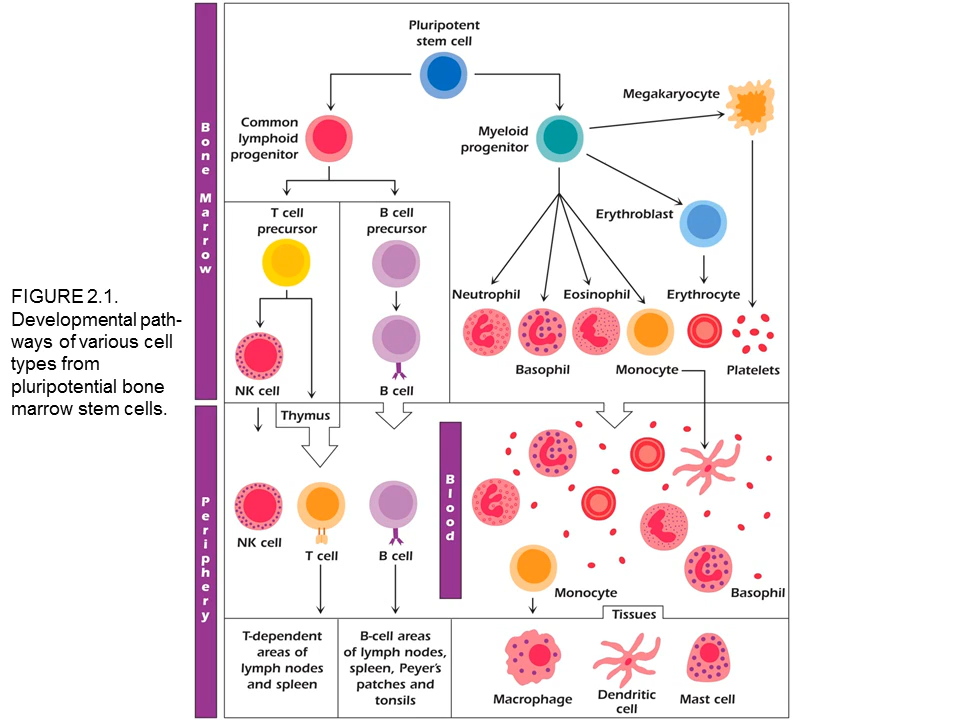 FIGURE 2.1.
Developmental path-
ways of various cell
types from
pluripotential bone
marrow stem cells.
Bone Marrow
Pluripotent
stem cell
Common
lymphoid
progenitor
Myeloid
progenitor
Megakaryocyte
T cell
precursor
B cell
precursor
Erythroblast
Neutrophil
Eosinophil
Erythrocyte
Basophil
Monocyte
Platelets
NK cell
B cell
Thymus
Periphery
Blood
NK cell
T cell
B cell
Monocyte
Basophil
Tissues
T-dependent
areas of
lymph nodes
and spleen
B-cell areas
of lymph nodes,
spleen, Peyer's
patches and
tonsils
Macrophage
Dendritic
cell
Mast cell